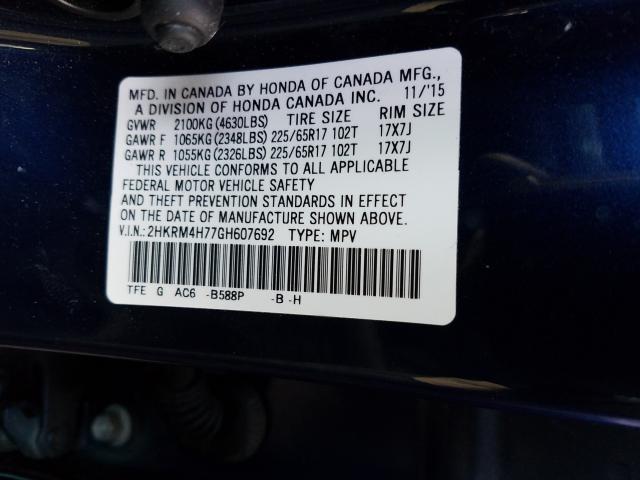 MFD. IN CANADA BY HONDA OF CANADA MFG.,
A DIVISION OF HONDA CANADA INC. 11/'15
GVWR 2100KG (4630LBS) TIRE SIZE RIM SIZE
GAWR F 1065KG (2348LBS) 225/65R17 102T 17X7J
GAWR R 1055KG (2326LBS) 225/65R17 102T 17X7J
THIS VEHICLE CONFORMS TO ALL APPLICABLE
FEDERAL MOTOR VEHICLE SAFETY
AND THEFT PREVENTION STANDARDS IN EFFECT
ON THE DATE OF MANUFACTURE SHOWN ABOVE.
V.I.N.: 2HKRM4H77GH607692 TYPE: MPV
TFE G AC6 -B588P -B -H